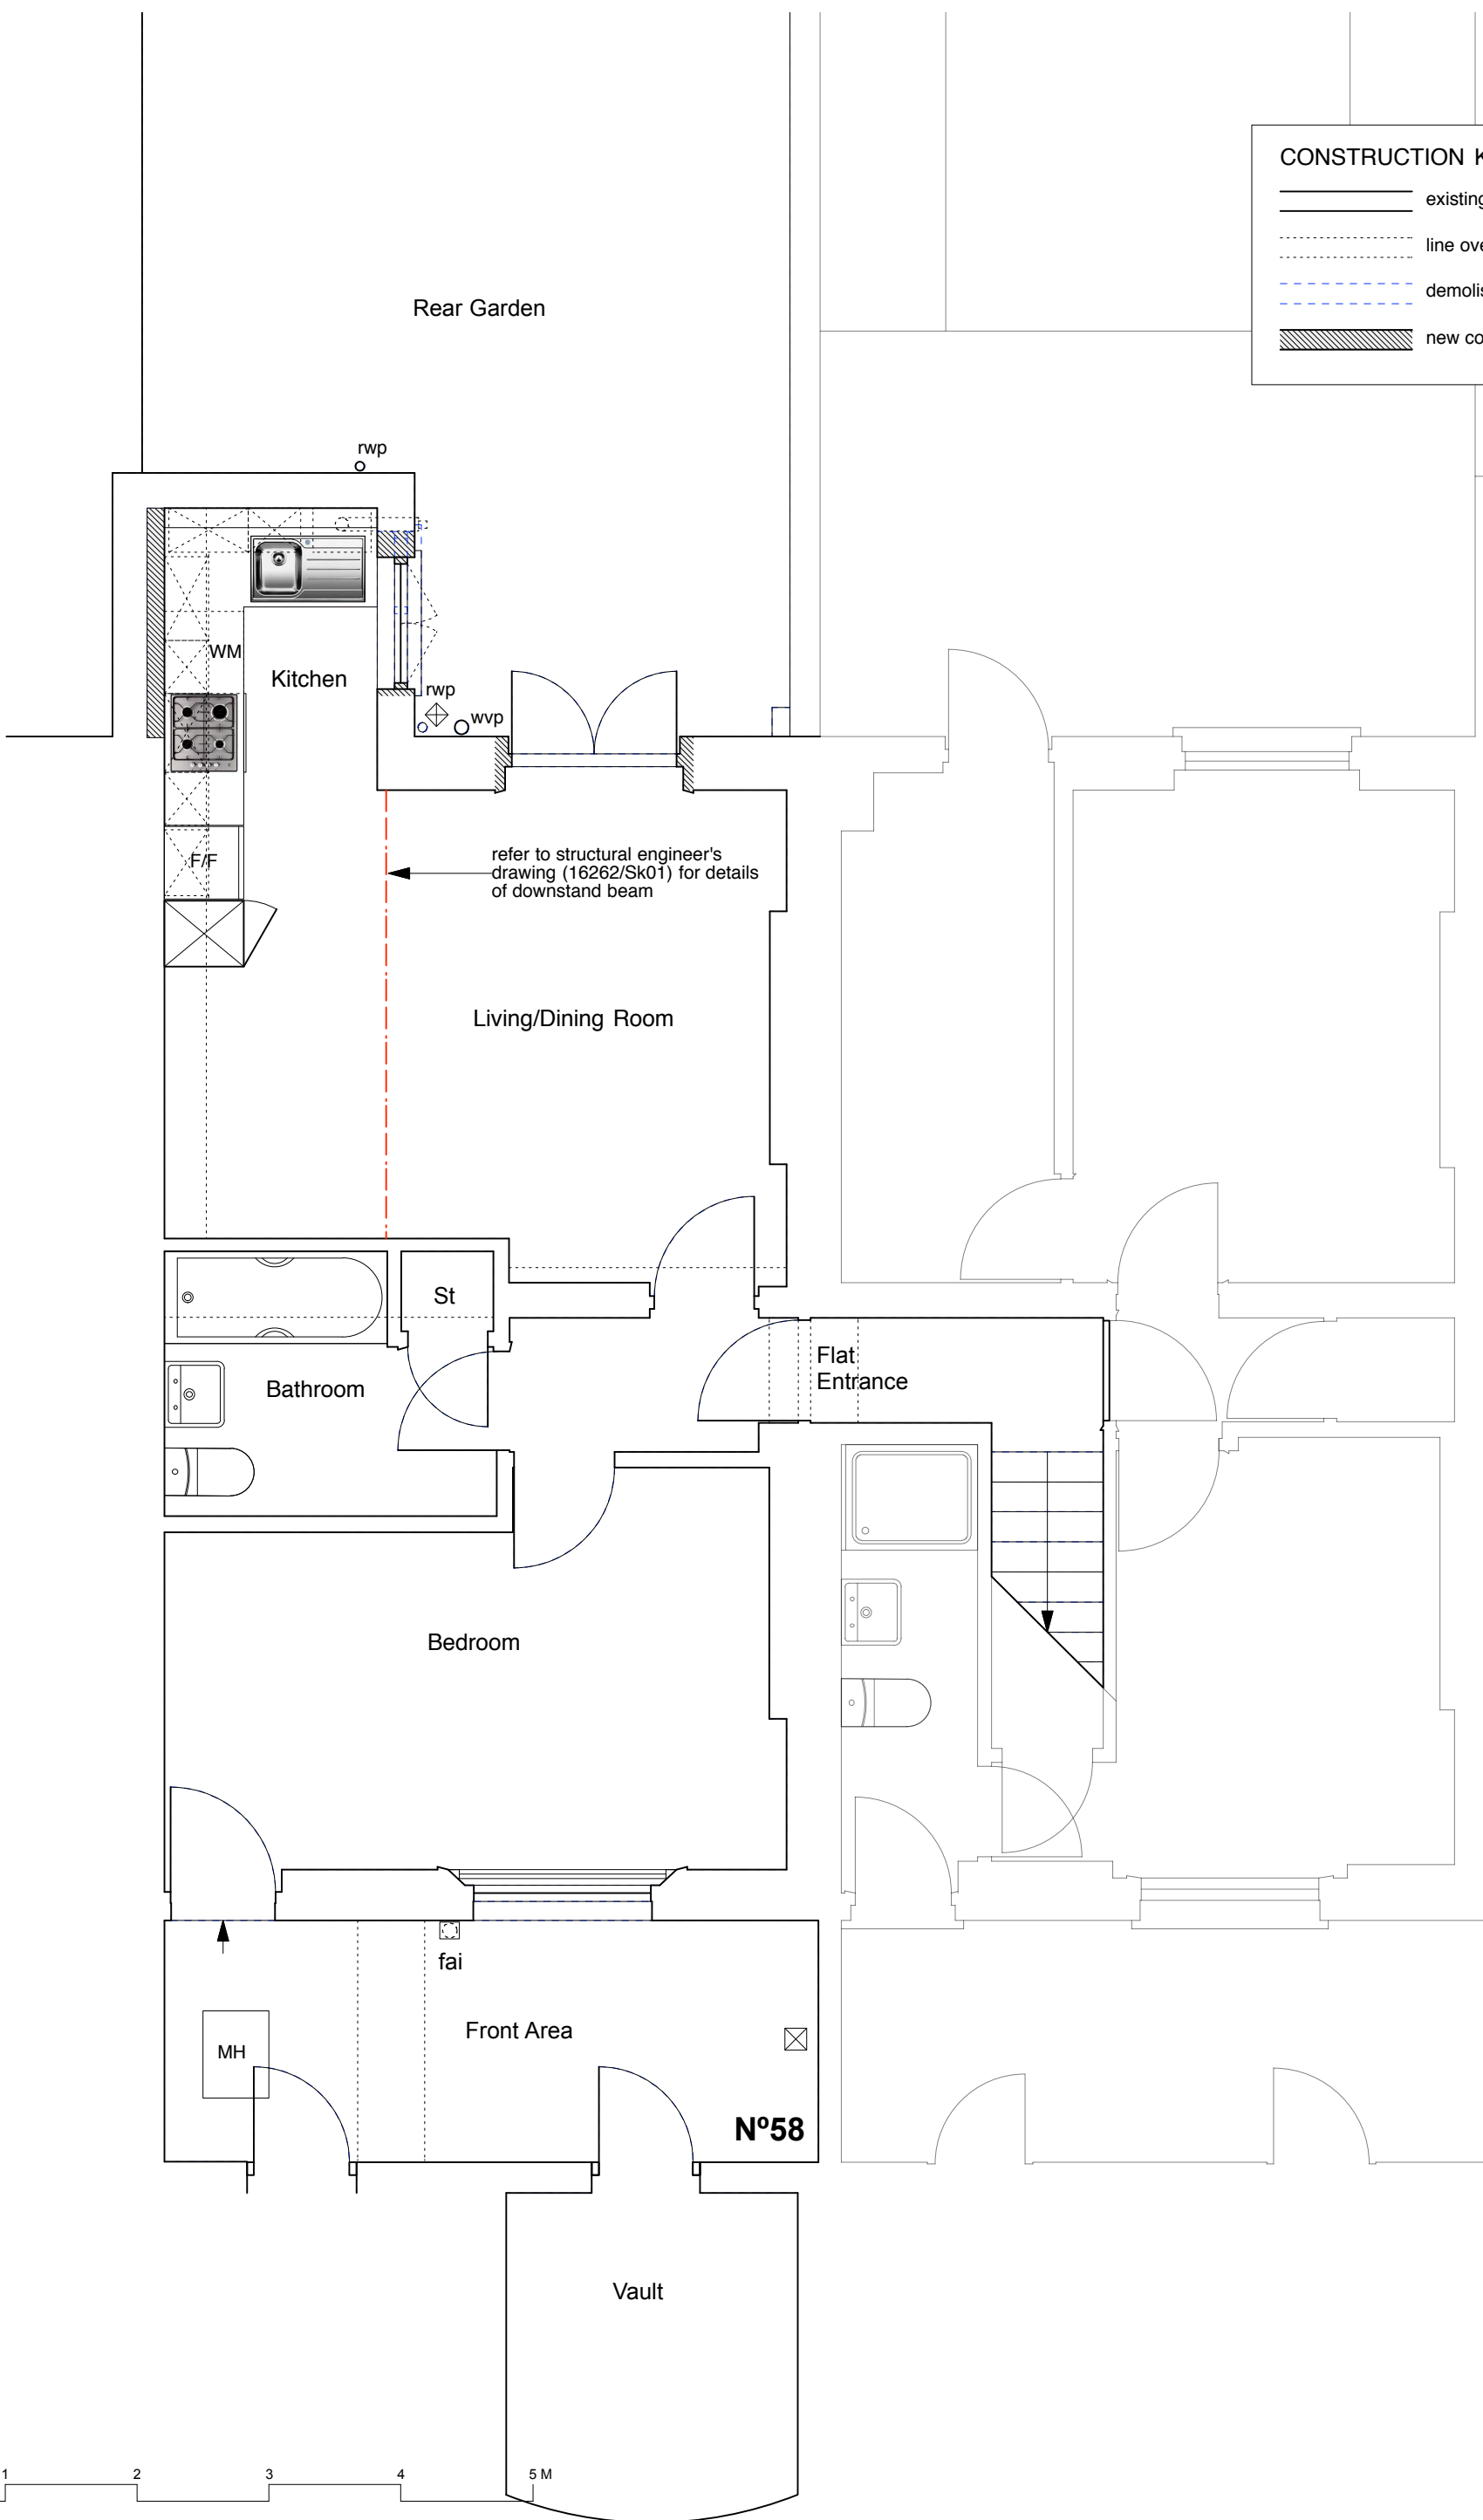 CONSTRUCTION K
existing
line ove
demolis
new co
Rear Garden
rwp
WM
Kitchen
rwp
wvp
F/F
refer to structural engineer's
drawing (16262/Sk01) for details
of downstand beam
Living/Dining Room
St
Flat
Entrance
Bathroom
Bedroom
fai
Front Area
MH
Nº58
Vault
1 2 3 4 5 M